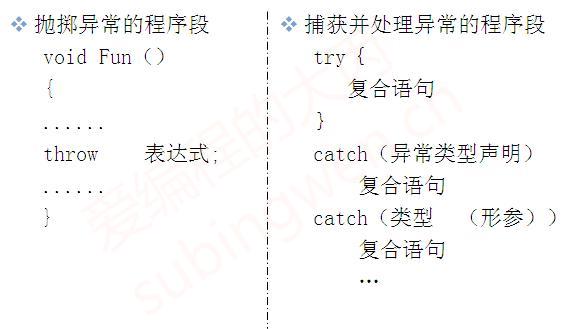 抛掷异常的程序段
void Fun（）
{
......
throw 表达式;
......
}
捕获并处理异常的程序段
try {
复合语句
}
catch（异常类型声明）
复合语句
catch（类型 （形参））
复合语句
…
爱编程的大丙
subingwen.cn